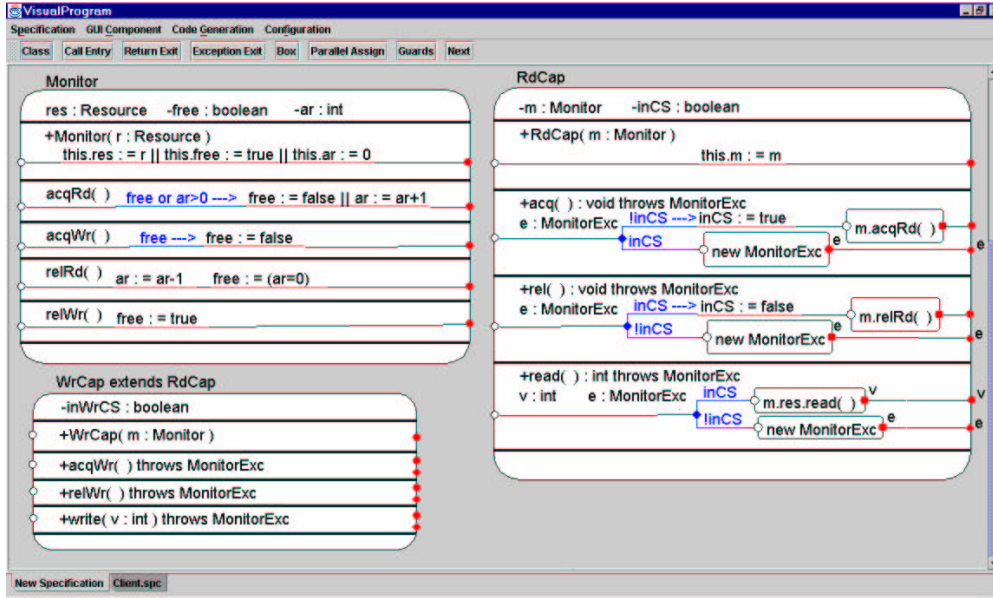 VisualProgram
Specification GUI Component Code Generation Configuration
Class Call Entry Return Exit Exception Exit Box Parallel Assign Guards Next
Monitor
res : Resource -free : boolean -ar : int
+Monitor( r : Resource )
this.res : = r || this.free : = true || this.ar : = 0
acqRd( ) free or ar>0 ---> free : = false || ar : = ar+1
acqWr( ) free ---> free : = false
relRd( ) ar : = ar-1 free : = (ar=0)
relWr( ) free : = true
WrCap extends RdCap
-inWrCS : boolean
+WrCap( m : Monitor )
+acqWr( ) throws MonitorExc
+relWr( ) throws MonitorExc
+write( v : int ) throws MonitorExc
RdCap
-m : Monitor -inCS : boolean
+RdCap( m : Monitor )
this.m : = m
+acq( ) : void throws MonitorExc
e : MonitorExc !inCS ---> inCS : = true m.acqRd( )
inCS new MonitorExc e e
+rel( ) : void throws MonitorExc
e : MonitorExc inCS ---> inCS : = false m.relRd( )
!inCS new MonitorExc e e
+read( ) : int throws MonitorExc
v : int e : MonitorExc inCS m.res.read( ) v v
!inCS new MonitorExc e e
New Specification Client.spc